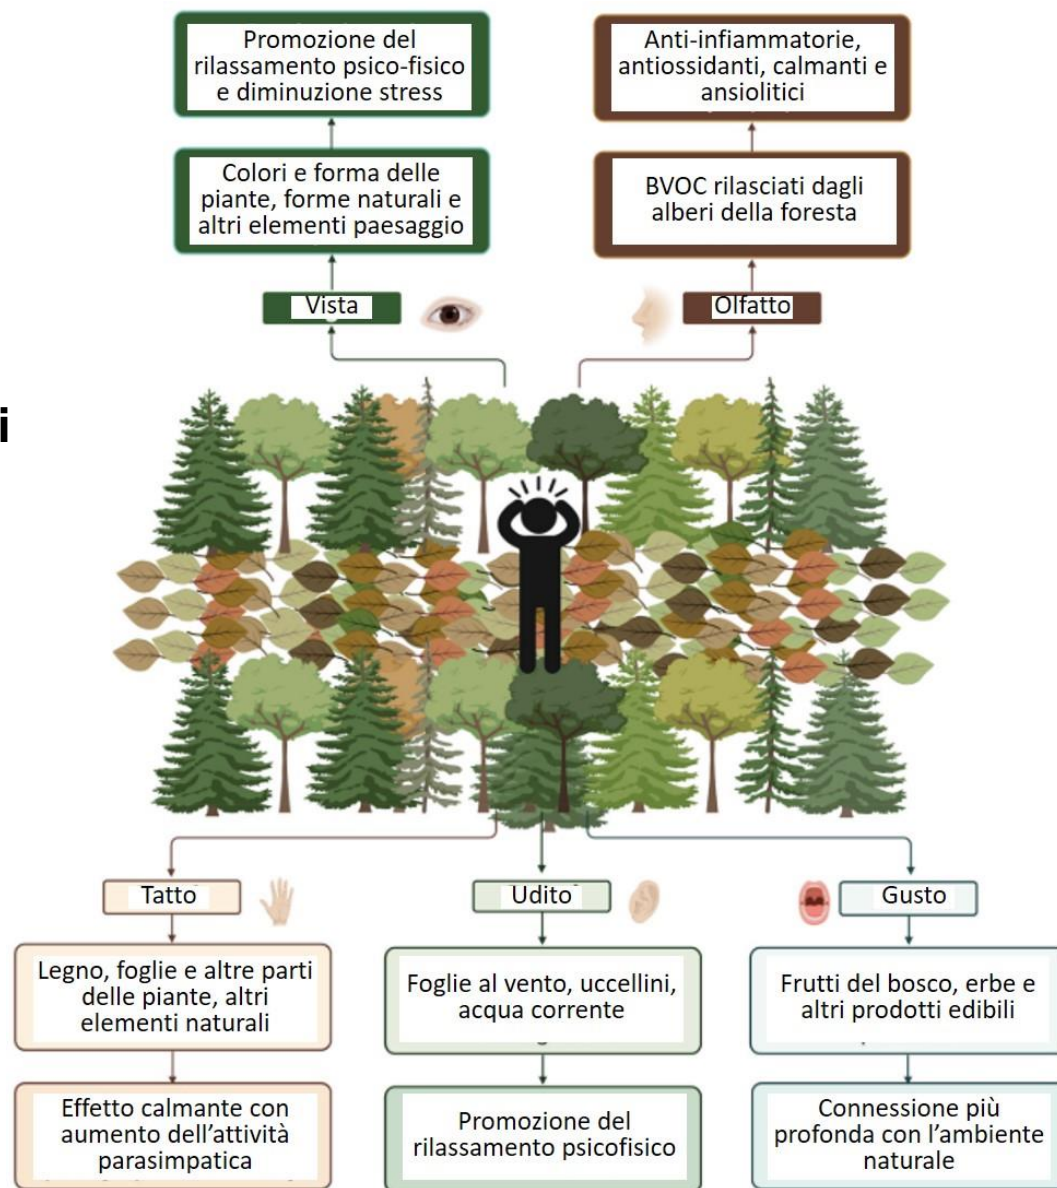 Promozione del
rilassamento psico-fisico
e diminuzione stress
Anti-infiammatorie,
antiossidanti, calmanti e
ansiolitici
Colori e forma delle
piante, forme naturali e
altri elementi paesaggio
BVOC rilasciati dagli
alberi della foresta
Vista
Olfatto
i
Tatto
Udito
Gusto
Legno, foglie e altre parti
delle piante, altri
elementi naturali
Foglie al vento, uccellini,
acqua corrente
Frutti del bosco, erbe e
altri prodotti edibili
Effetto calmante con
aumento dell'attività
parasimpatica
Promozione del
rilassamento psicofisico
Connessione più
profonda con l'ambiente
naturale